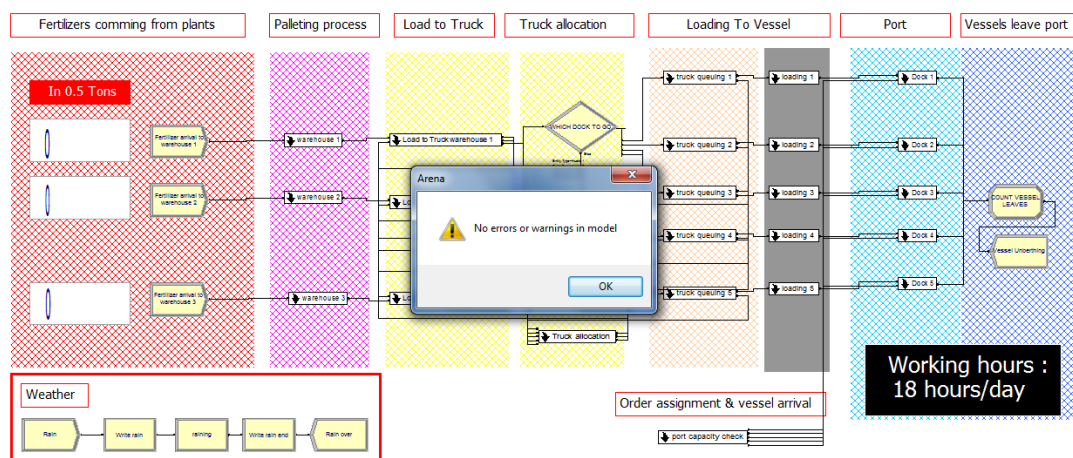 Fertilizers comming from plants
Palleting process
Load to Truck
Truck allocation
Loading To Vessel
Port
Vessels leave port
In 0.5 Tons
0
Fertilizer arrival to
warehouse 1
warehouse 1
Load to Truck warehouse 1
WHICH DOCK TO GO
Else
truck queuing 1
loading 1
Dock 1
truck queuing 2
loading 2
Dock 2
0
Fertilizer arrival to
warehouse 2
warehouse 2
Lo
truck queuing 3
loading 3
Dock 3
COUNT VESSEL
LEAVES
truck queuing 4
loading 4
Dock 4
Vessel Unberthing
0
Fertilizer arrival to
warehouse 3
warehouse 3
Lo
truck queuing 5
loading 5
Dock 5
Arena
No errors or warnings in model
OK
Truck allocation
Working hours :
18 hours/day
Weather
Rain
Write rain
raining
Write rain end
Rain over
Order assignment & vessel arrival
port capacity check